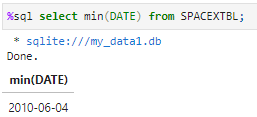 %sql select min(DATE) from SPACEXTBL;
* sqlite:///my_data1.db
Done.
min(DATE)
2010-06-04